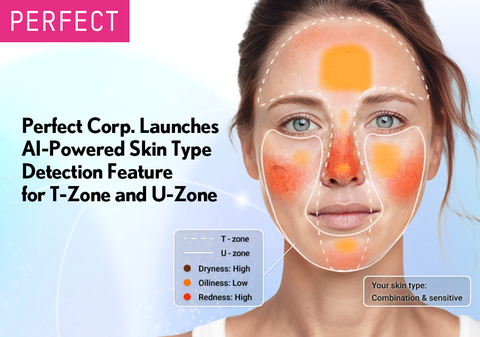 PERFECT
Perfect Corp. Launches
AI-Powered Skin Type
Detection Feature
for T-Zone and U-Zone
T - zone
U - zone
Dryness: High
Oiliness: Low
Redness: High
Your skin type:
Combination & sensitive